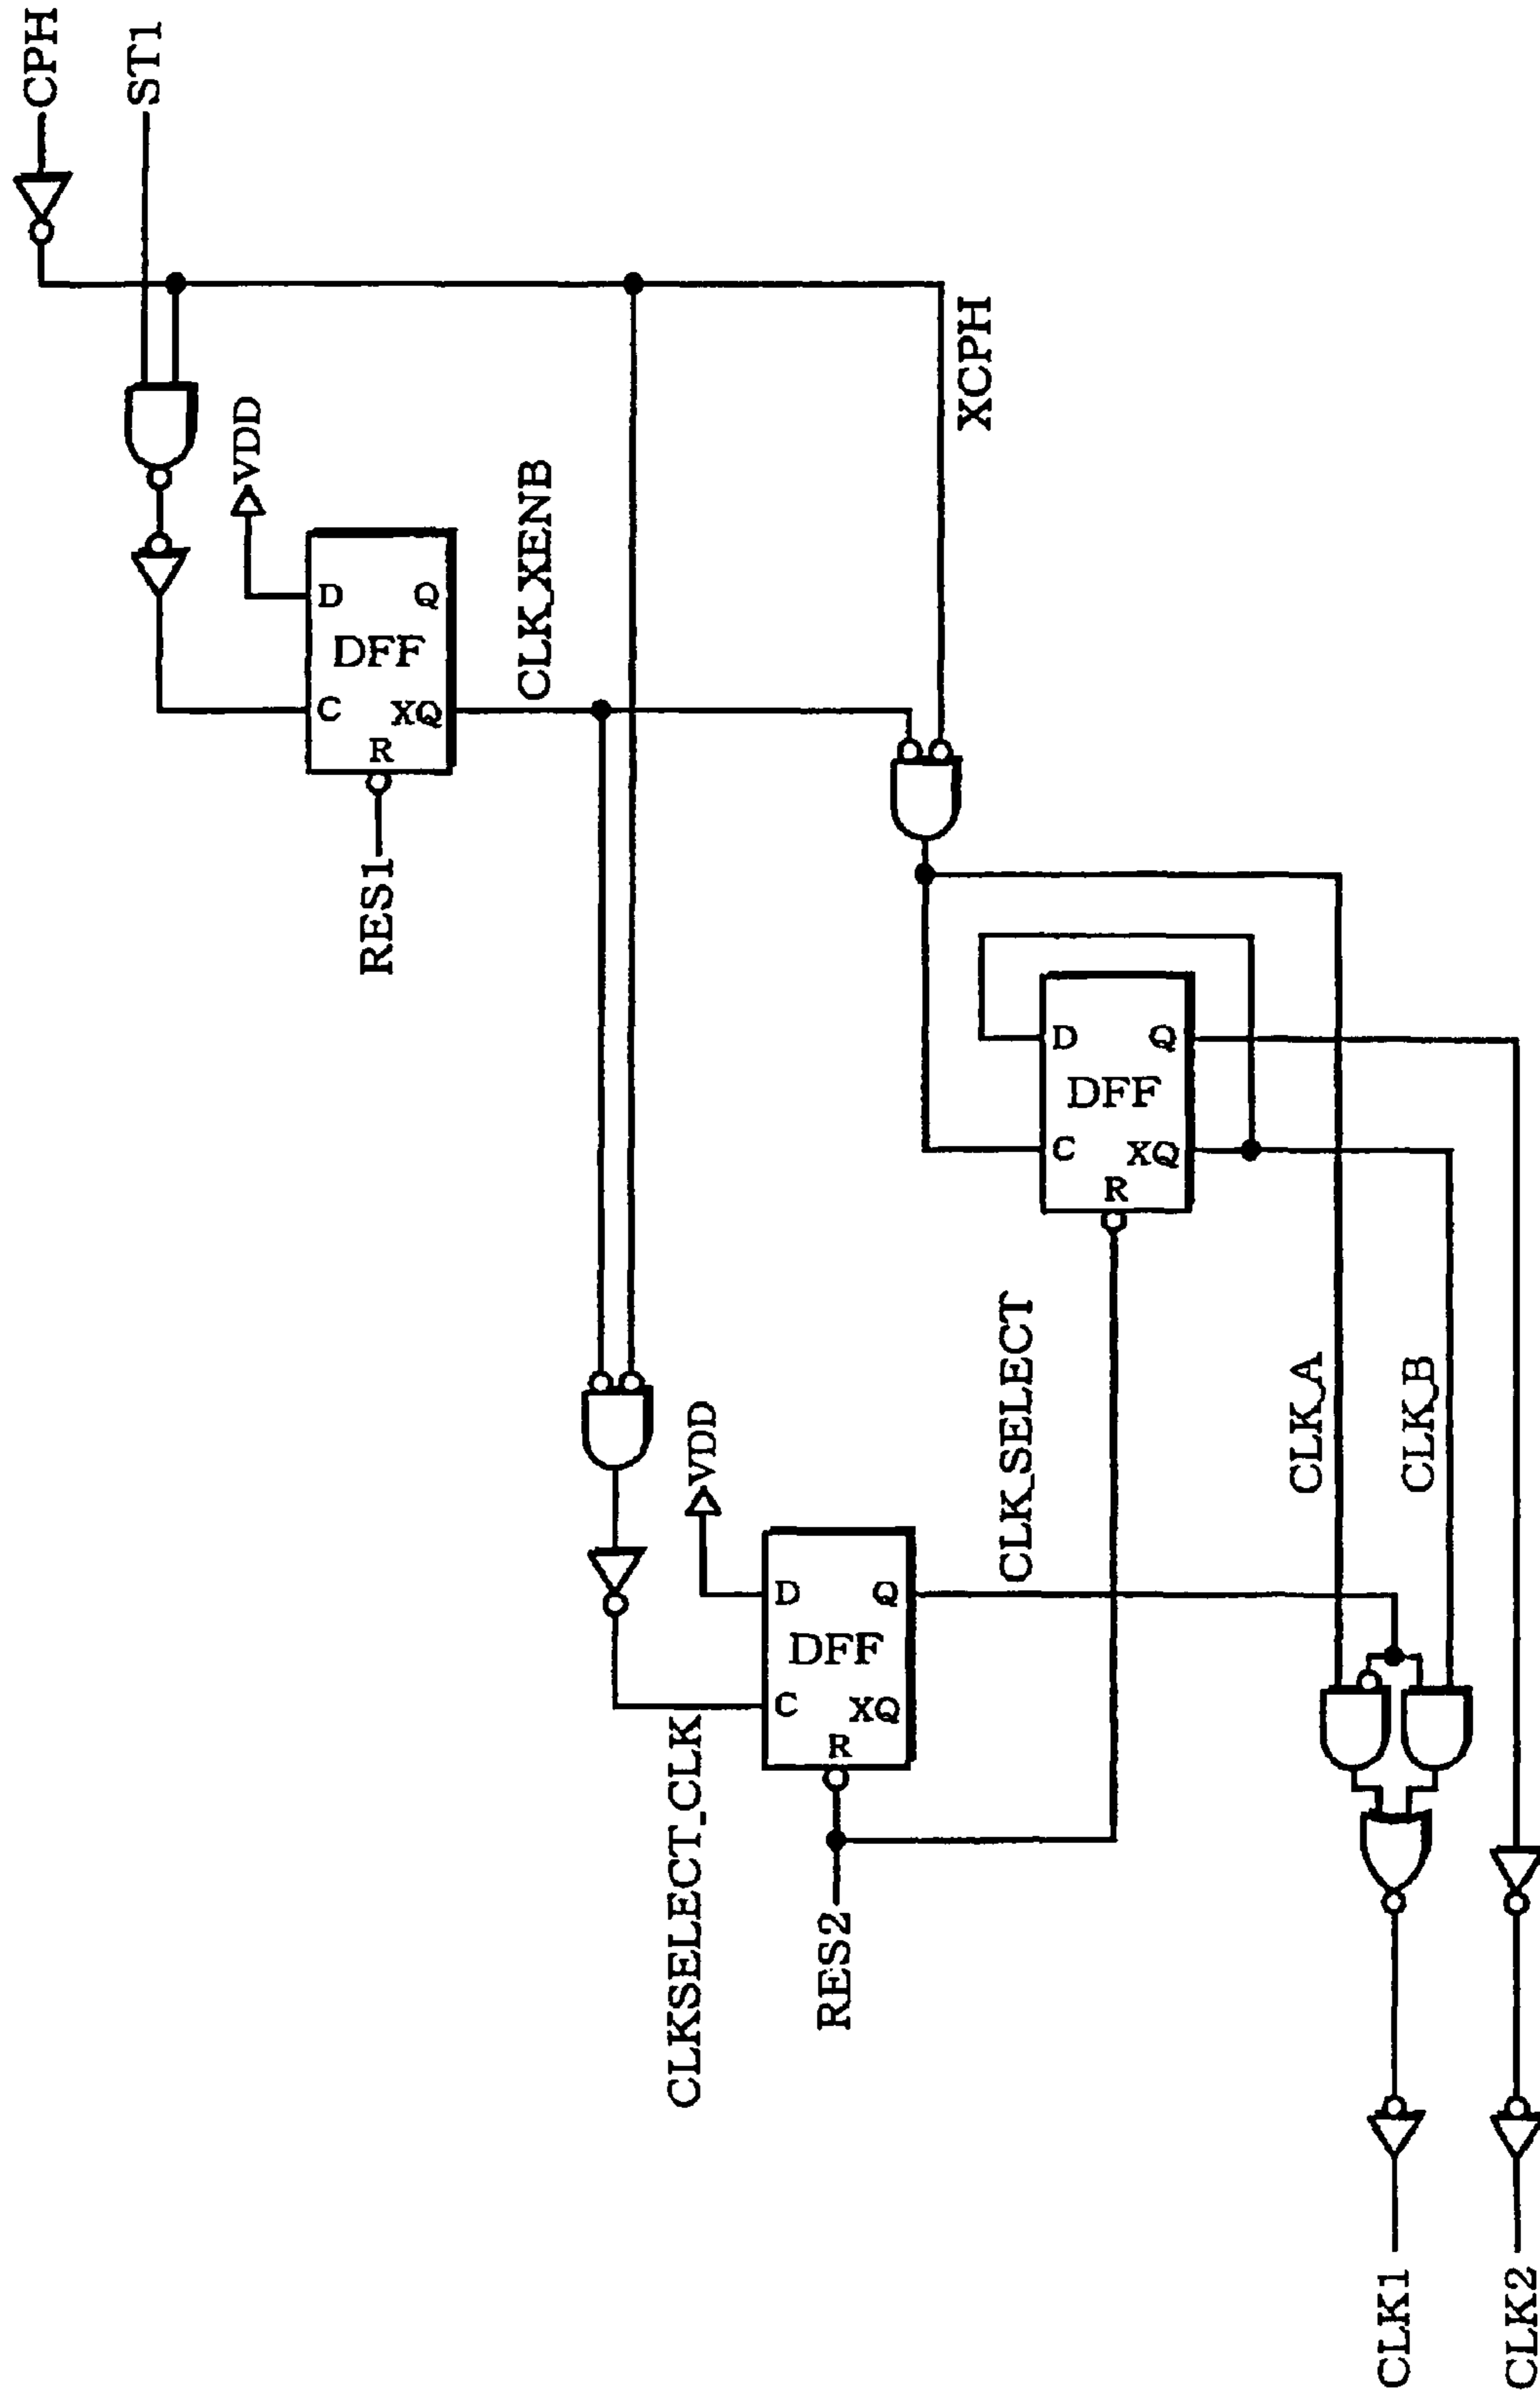 CPH
ST1
VDD
D
Q
DFF
C
XQ
R
RES1
CLK_XENB
XCPH
D
Q
DFF
C
XQ
R
CLK_SELECT
CLK_A
CLK_B
VDD
D
Q
DFF
C
XQ
R
CLKSELECT_CLK
RES2
CLK1
CLK2